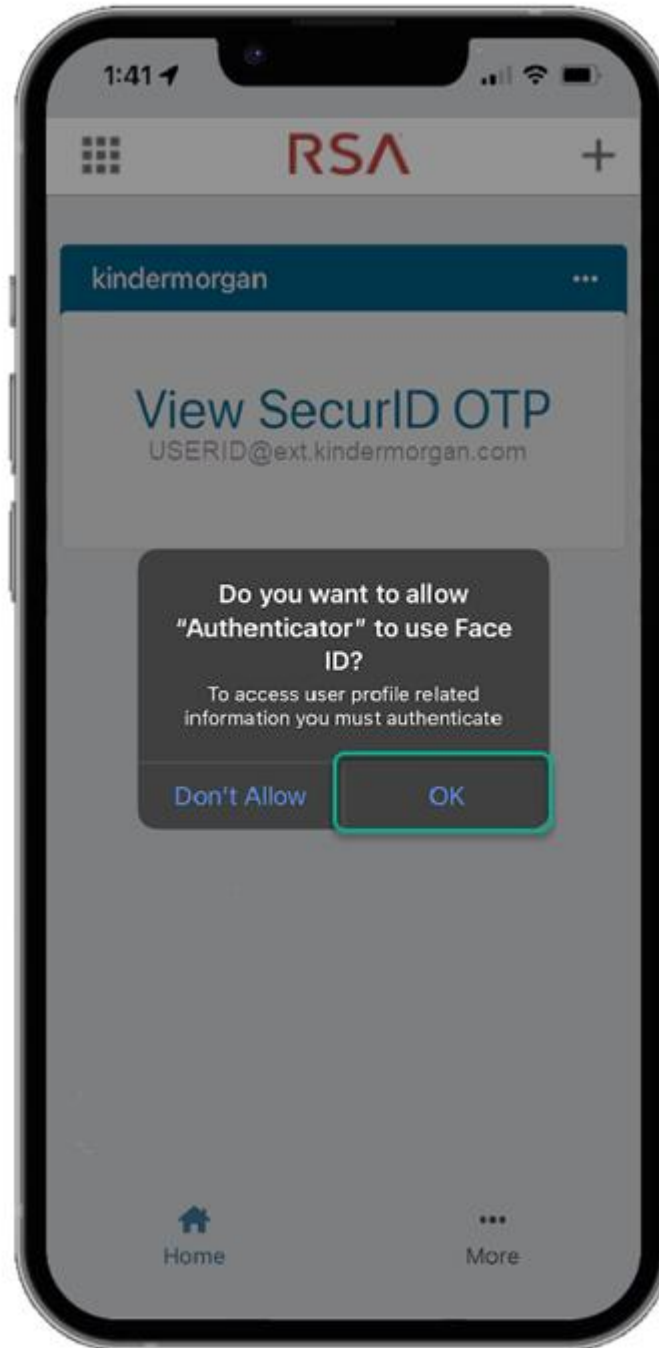 1:41
RSA
+
kindermorgan
...
View SecurID OTP
USERID@ext.kindermorgan.com
Do you want to allow
"Authenticator" to use Face
ID?
To access user profile related
information you must authenticate
Don't Allow OK
...
Home More